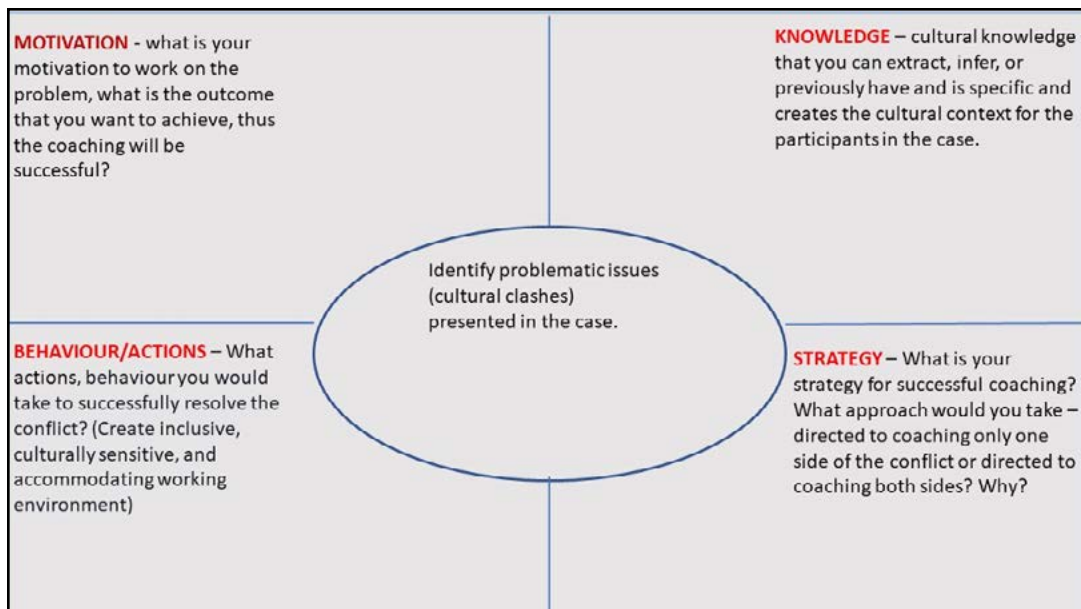 MOTIVATION - what is your
motivation to work on the
problem, what is the outcome
that you want to achieve, thus
the coaching will be
successful?
KNOWLEDGE – cultural knowledge
that you can extract, infer, or
previously have and is specific and
creates the cultural context for the
participants in the case.
Identify problematic issues
(cultural clashes)
presented in the case.
BEHAVIOUR/ACTIONS – What
actions, behaviour you would
take to successfully resolve the
conflict? (Create inclusive,
culturally sensitive, and
accommodating working
environment)
STRATEGY – What is your
strategy for successful coaching?
What approach would you take –
directed to coaching only one
side of the conflict or directed to
coaching both sides? Why?